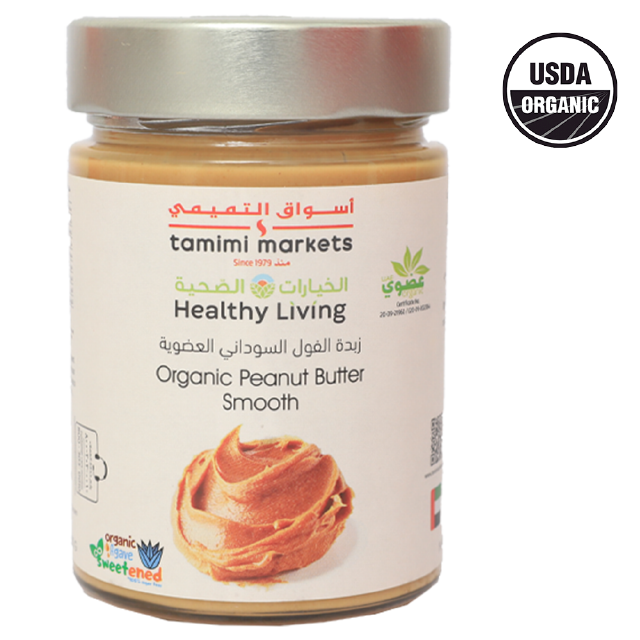 USDA
ORGANIC
أسواق التميمي
tamimi markets
Since 1979 منذ
الخيارات الصحية
Healthy Living
عضوي
organic
زبدة الفول السوداني العضوية
Organic Peanut Butter
Smooth
organic
agave
sweetened